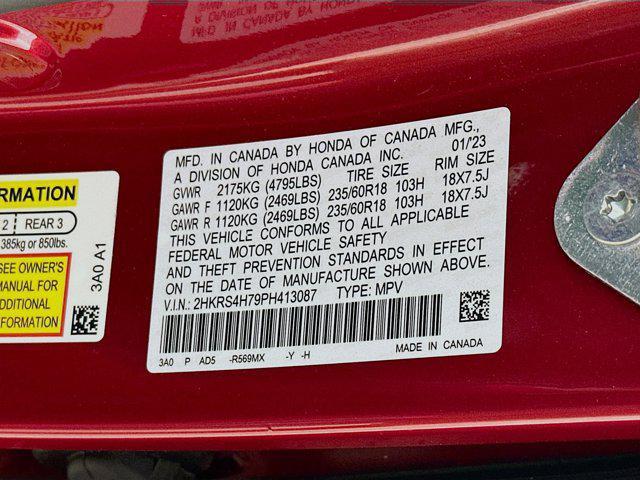 MFD. IN CANADA BY HONDA OF CANADA MFG.,
A DIVISION OF HONDA CANADA INC. 01/23
GVWR 2175KG (4795LBS) TIRE SIZE RIM SIZE
GAWR F 1120KG (2469LBS) 235/60R18 103H 18X7.5J
GAWR R 1120KG (2469LBS) 235/60R18 103H 18X7.5J
THIS VEHICLE CONFORMS TO ALL APPLICABLE
FEDERAL MOTOR VEHICLE SAFETY
AND THEFT PREVENTION STANDARDS IN EFFECT
ON THE DATE OF MANUFACTURE SHOWN ABOVE.
V.I.N.: 2HKRS4H79PH413087 TYPE: MPV
3A0 P AD5 -R569MX -Y -H MADE IN CANADA
RMATION
2 REAR 3
385kg or 850lbs.
SEE OWNER'S
MANUAL FOR
ADDITIONAL
NFORMATION
3A0 A1